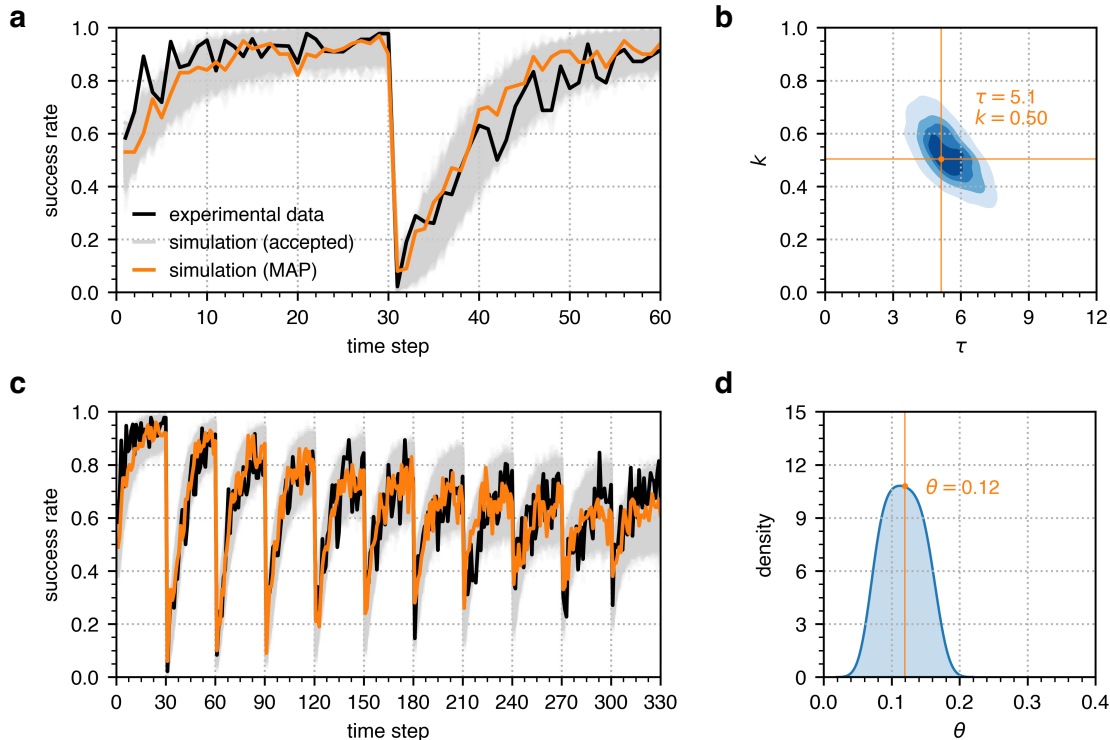 a
1.0
0.8
0.6
0.4
0.2
0.0
success rate
experimental data
simulation (accepted)
simulation (MAP)
0 10 20 30 40 50 60
time step
b
1.0
0.8
0.6
0.4
0.2
0.0
k
τ = 5.1
k = 0.50
0 3 6 9 12
τ
c
1.0
0.8
0.6
0.4
0.2
0.0
success rate
0 30 60 90 120 150 180 210 240 270 300 330
time step
d
15
12
9
6
3
0
density
θ = 0.12
0.0 0.1 0.2 0.3 0.4
θ